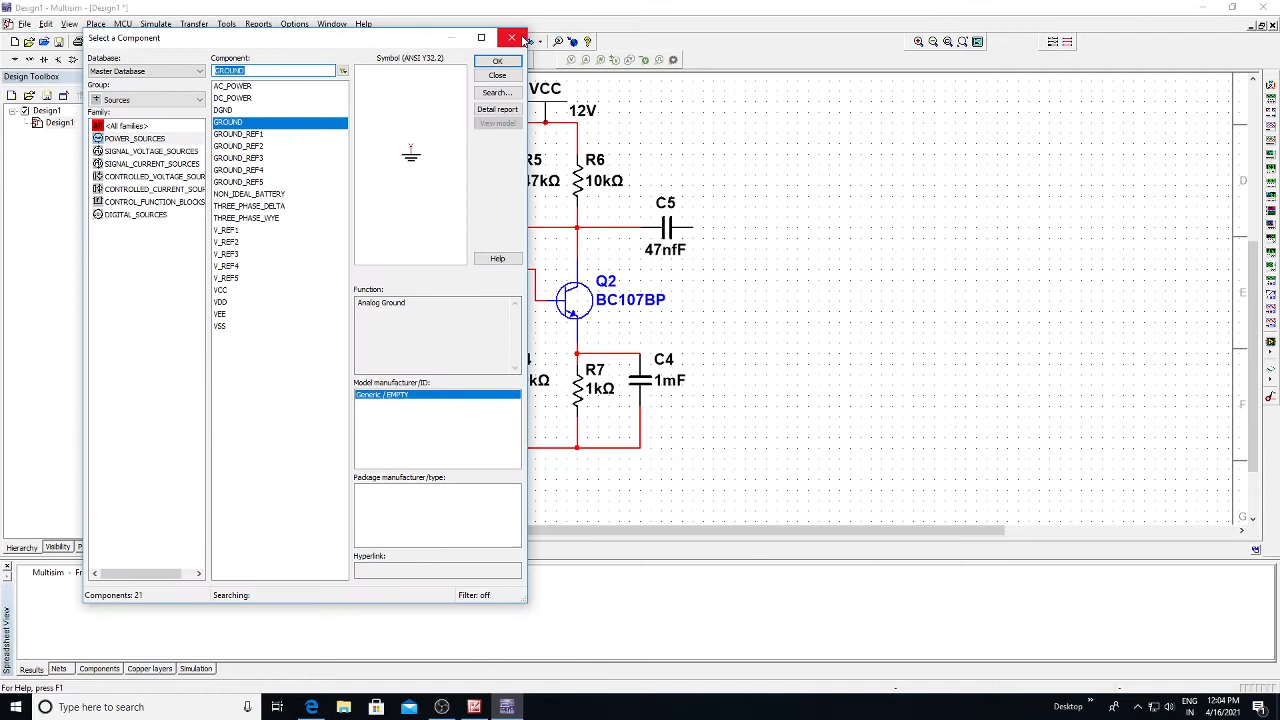 Design1 - Multisim - [Design1 *]
File Edit View Place MCU Simulate Transfer Tools Reports Options Window Help
Select a Component
Design Toolbox
Design1
Design1
Hierarchy Visibility
Database:
Master Database
Group:
Sources
Family:
<All families>
POWER_SOURCES
SIGNAL_VOLTAGE_SOURCES
SIGNAL_CURRENT_SOURCES
CONTROLLED_VOLTAGE_SOUR
CONTROLLED_CURRENT_SOUR
CONTROL_FUNCTION_BLOCKS
DIGITAL_SOURCES
Component:
GROUND
AC_POWER
DC_POWER
DGND
GROUND
GROUND_REF1
GROUND_REF2
GROUND_REF3
GROUND_REF4
GROUND_REF5
NON_IDEAL_BATTERY
THREE_PHASE_DELTA
THREE_PHASE_WYE
V_REF1
V_REF2
V_REF3
V_REF4
V_REF5
VCC
VDD
VEE
VSS
Symbol (ANSI Y32.2)
OK
Close
Search...
Detail report
View model
Help
Function:
Analog Ground
Model manufacturer/ID:
Generic / EMPTY
Package manufacturer/type:
Hyperlink:
Components: 21 Searching: Filter: off
VCC
12V
R5 R6
47kΩ 10kΩ
C5
47nfF
Q2
BC107BP
C4
R7
kΩ 1mF
1kΩ
D
E
F
G
Multisim - Fr
Spreadsheet View
Results Nets Components Copper layers Simulation
For Help, press F1
Type here to search
Desktop
ENG
IN
12:04 PM
4/16/2021